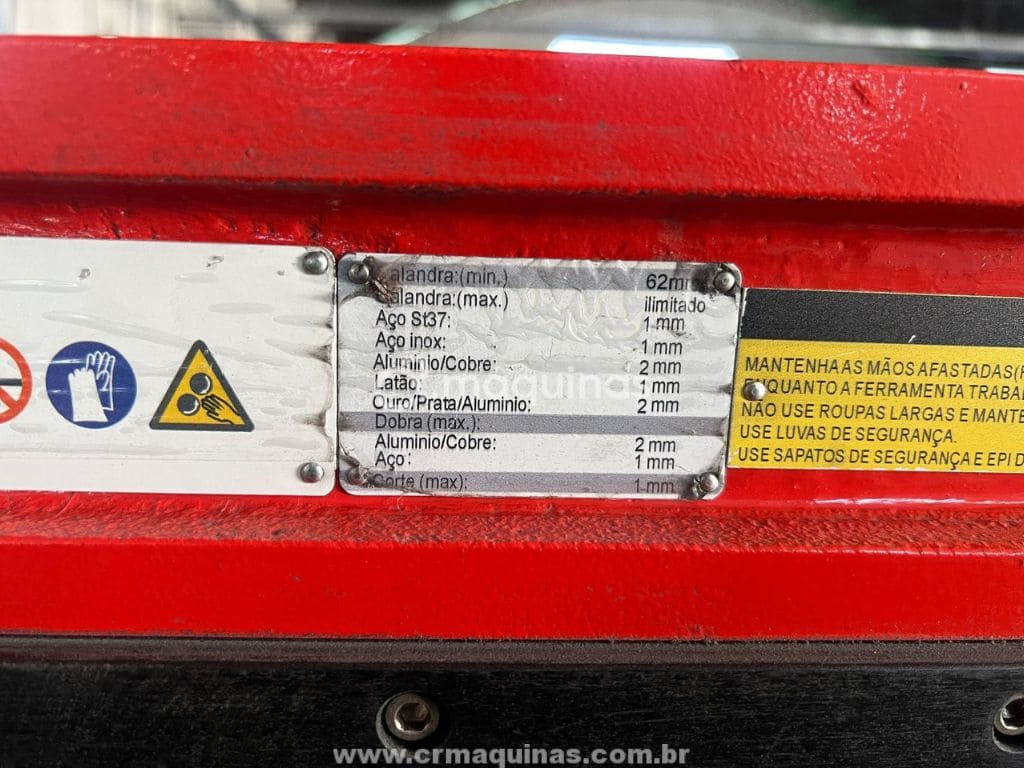 alandra:(min,) 62mm
alandra:(max.) ilimitado
Aço St37: 1 mm
Aço inox: 1 mm
Aluminio/Cobre: 2 mm
Latão: 1 mm
Ouro/Prata/Aluminio: 2 mm
Dobra (max.):
Aluminio/Cobre: 2 mm
Aço: 1 mm
Corte (max): 1 mm
maquinas
MANTENHA AS MÃOS AFASTADAS
ENQUANTO A FERRAMENTA
NÃO USE ROUPAS LARGAS E
USE LUVAS DE SEGURANÇA.
USE SAPATOS DE SEGURANÇA E EPI
www.crmaquinas.com.br